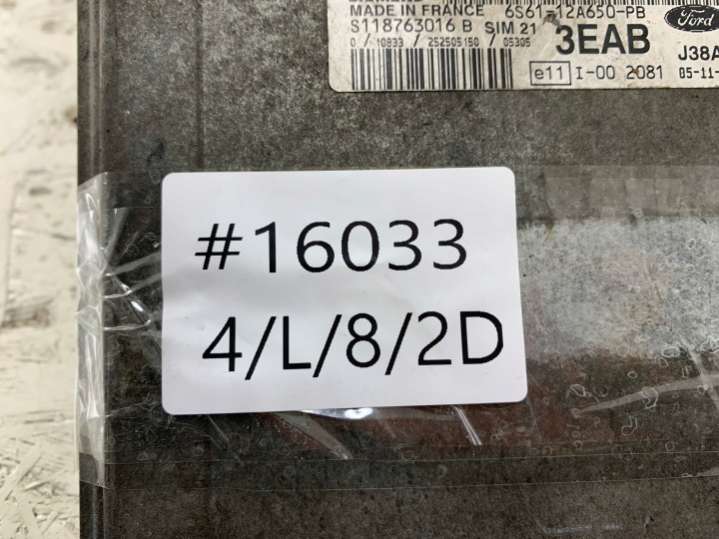 SIEMENS
MADE IN FRANCE 6S61-12A650-PB
Ford
S118763016 B SIM 21 3EAB J38A
0 / 10833 / 252505150 / 05305
e11 I-00 2081 05-11-
#16033
4/L/8/2D